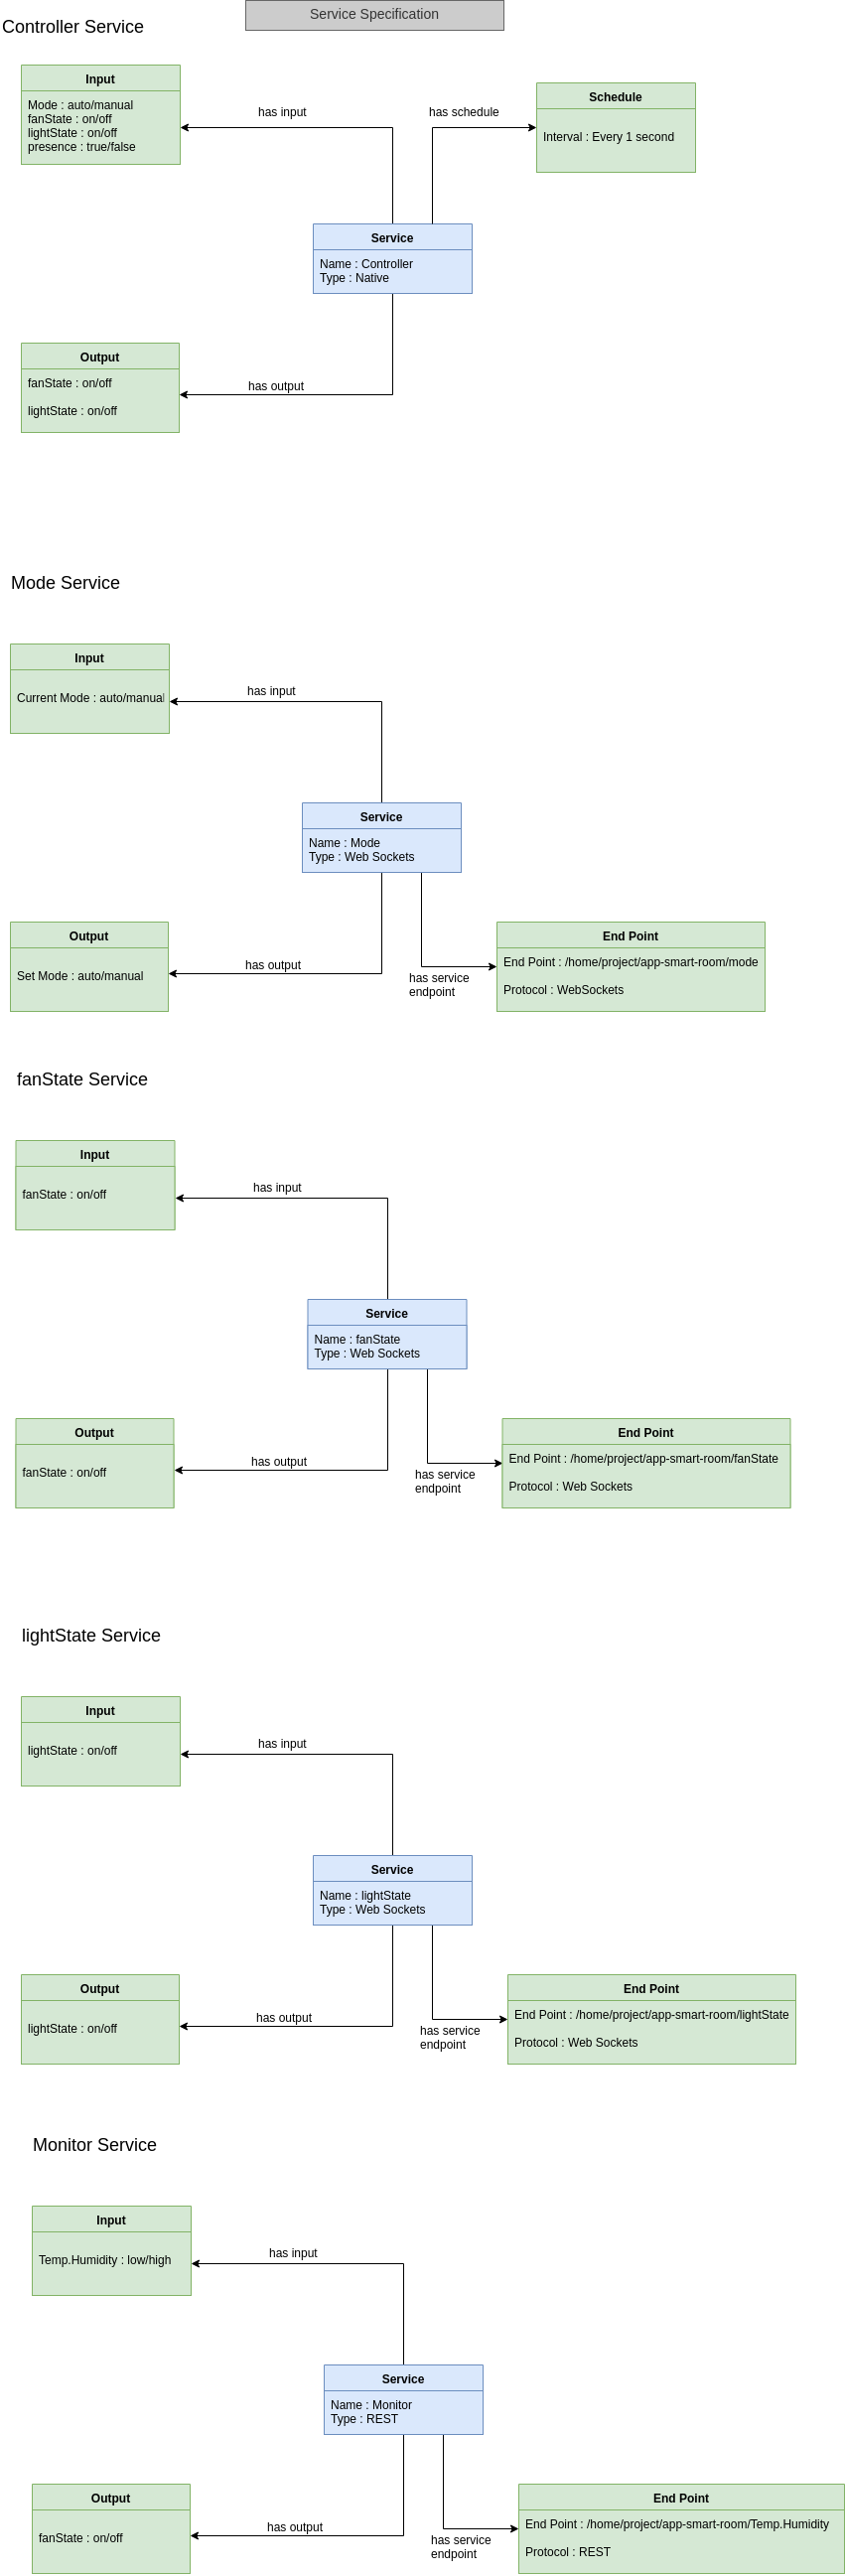 Service Specification
Controller Service
Input
Mode : auto/manual
fanState : on/off
lightState : on/off
presence : true/false
has input
has schedule
Schedule
Interval : Every 1 second
Service
Name : Controller
Type : Native
Output
fanState : on/off
lightState : on/off
has output
Mode Service
Input
Current Mode : auto/manual
has input
Service
Name : Mode
Type : Web Sockets
Output
Set Mode : auto/manual
has output
has service
endpoint
End Point
End Point : /home/project/app-smart-room/mode
Protocol : WebSockets
fanState Service
Input
fanState : on/off
has input
Service
Name : fanState
Type : Web Sockets
Output
fanState : on/off
has output
has service
endpoint
End Point
End Point : /home/project/app-smart-room/fanState
Protocol : Web Sockets
lightState Service
Input
lightState : on/off
has input
Service
Name : lightState
Type : Web Sockets
Output
lightState : on/off
has output
has service
endpoint
End Point
End Point : /home/project/app-smart-room/lightState
Protocol : Web Sockets
Monitor Service
Input
Temp.Humidity : low/high
has input
Service
Name : Monitor
Type : REST
Output
fanState : on/off
has output
has service
endpoint
End Point
End Point : /home/project/app-smart-room/Temp.Humidity
Protocol : REST